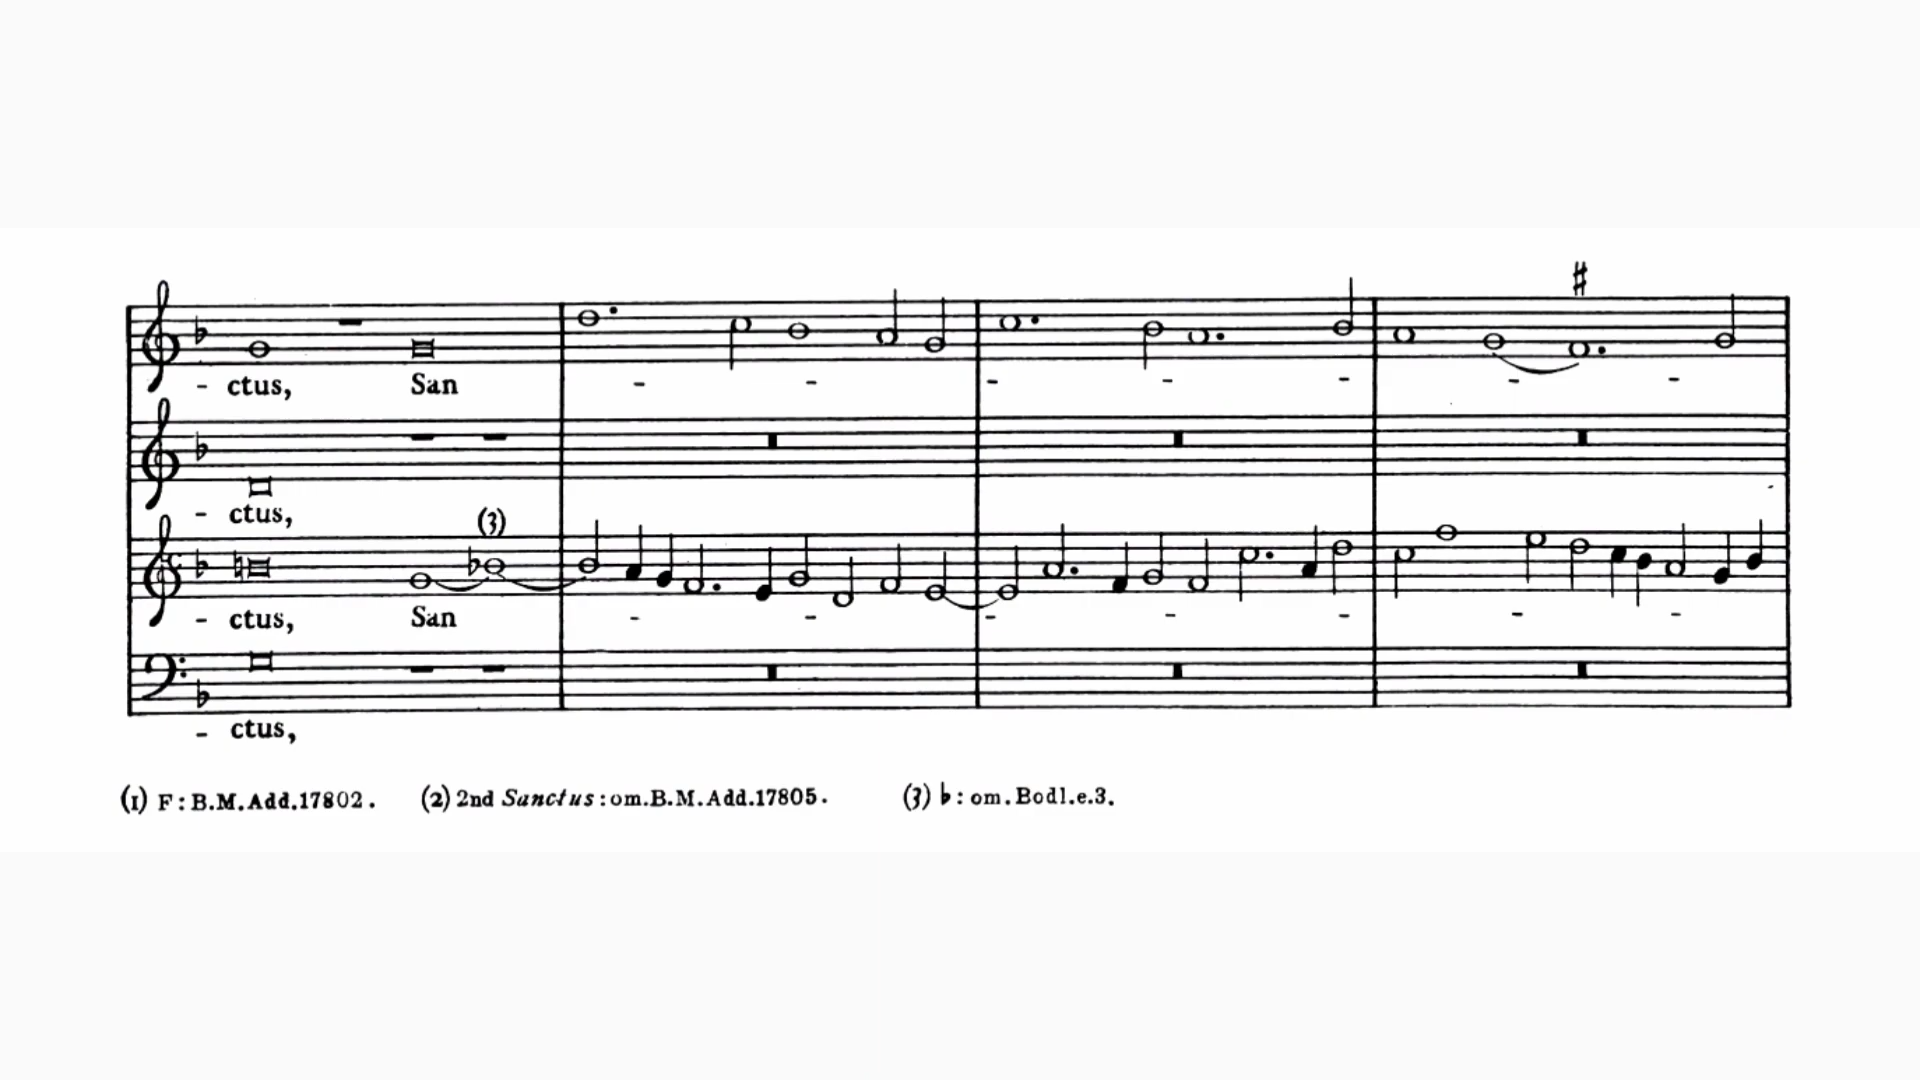 - ctus, San - - - - - - -
- ctus,
(3)
- ctus, San - - - - - - -
- ctus,
(1) F: B.M.Add.17802. (2) 2nd Sanctus: om.B.M.Add.17805. (3) ♭: om.Bodl.e.3.